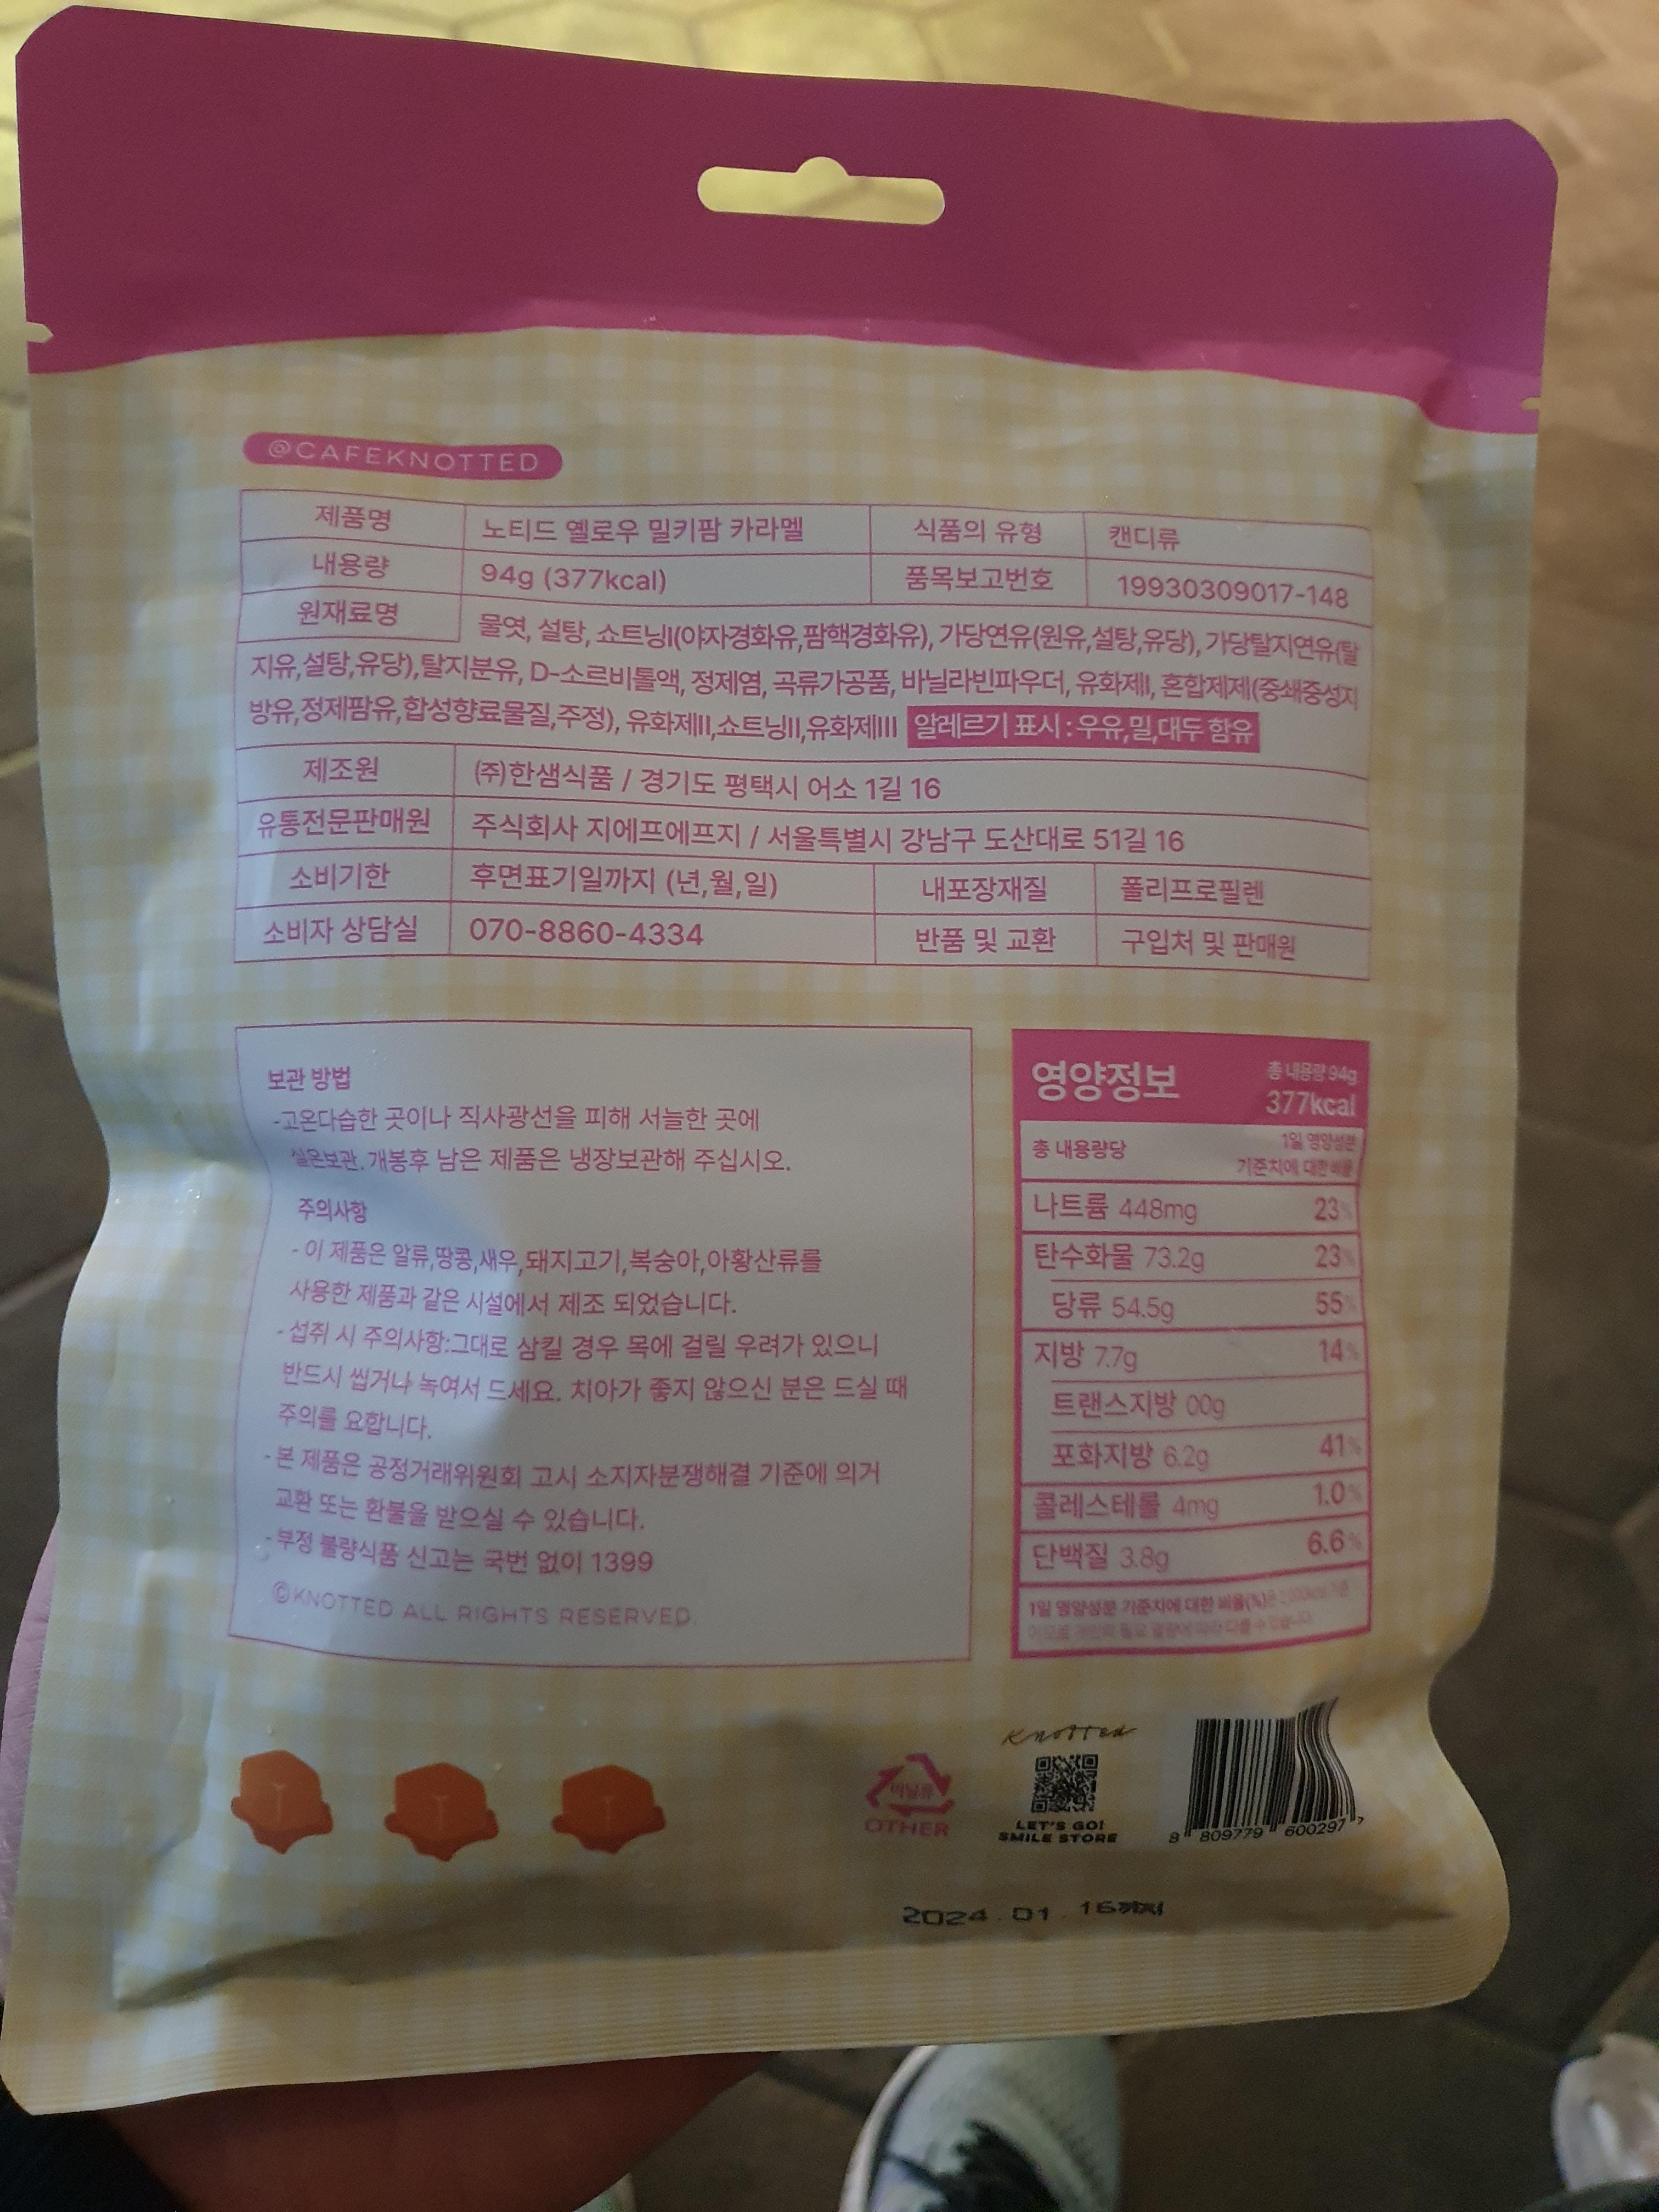 @CAFEKNOTTED
제품명 노티드 옐로우 밀키팜 카라멜 식품의 유형 캔디류
내용량 94g (377kcal) 품목보고번호 19930309017-148
원재료명 물엿, 설탕, 쇼트닝I(야자경화유,팜핵경화유), 가당연유(원유,설탕,유당), 가당탈지연유(탈
지유,설탕,유당),탈지분유, D-소르비톨액, 정제염, 곡류가공품, 바닐라빈파우더, 유화제I, 혼합제제(중쇄중성지
방유,정제팜유,합성향료물질,주정), 유화제II,쇼트닝II,유화제III 알레르기 표시 : 우유,밀,대두 함유
제조원 (주)한샘식품 / 경기도 평택시 어소 1길 16
유통전문판매원 주식회사 지에프에프지 / 서울특별시 강남구 도산대로 51길 16
소비기한 후면표기일까지 (년,월,일) 내포장재질 폴리프로필렌
소비자 상담실 070-8860-4334 반품 및 교환 구입처 및 판매원
보관 방법
-고온다습한 곳이나 직사광선을 피해 서늘한 곳에
실온보관. 개봉후 남은 제품은 냉장보관해 주십시오.
주의사항
- 이 제품은 알류,땅콩,새우,돼지고기,복숭아,아황산류를
사용한 제품과 같은 시설에서 제조 되었습니다.
- 섭취 시 주의사항:그대로 삼킬 경우 목에 걸릴 우려가 있으니
반드시 씹거나 녹여서 드세요. 치아가 좋지 않으신 분은 드실 때
주의를 요합니다.
- 본 제품은 공정거래위원회 고시 소지자분쟁해결 기준에 의거
교환 또는 환불을 받으실 수 있습니다.
- 부정 불량식품 신고는 국번 없이 1399
©KNOTTED ALL RIGHTS RESERVED.
영양정보 총 내용량 94g
377kcal
총 내용량당 1일 영양성분
기준치에 대한 비율
나트륨 448mg 23%
탄수화물 73.2g 23%
당류 54.5g 55%
지방 7.7g 14%
트랜스지방 00g
포화지방 6.2g 41%
콜레스테롤 4mg 1.0%
단백질 3.8g 6.6%
1일 영양성분 기준치에 대한 비율(%)은 2,000kcal 기준
이므로 개인의 필요 열량에 따라 다를 수 있습니다
비닐류
OTHER
Knotted
LET'S GO!
SMILE STORE
8 809779 600297
2024.01.16까지